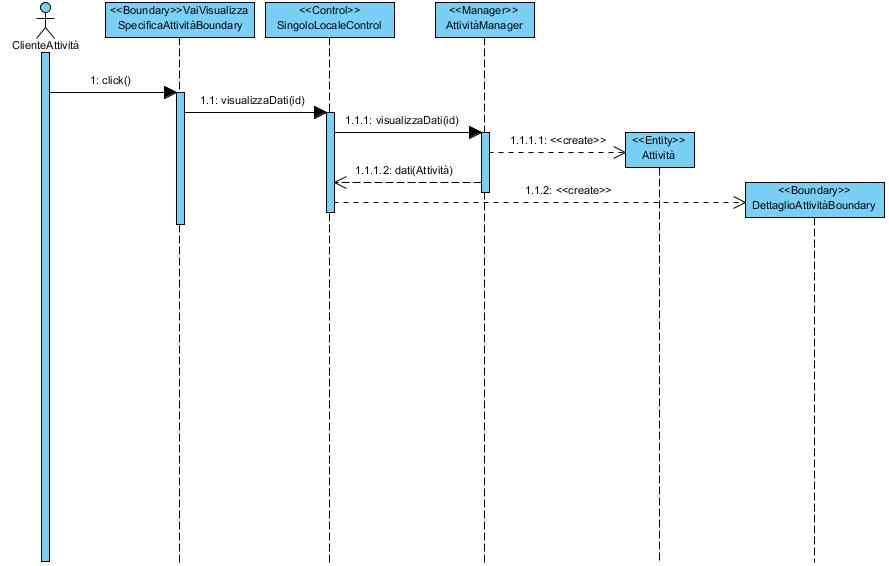 <<Boundary>>VaiVisualizza
SpecificaAttivitàBoundary
<<Control>>
SingoloLocaleControl
<<Manager>>
AttivitàManager
ClienteAttività
1: click()
1.1: visualizzaDati(id)
1.1.1: visualizzaDati(id)
1.1.1.1: <<create>>
<<Entity>>
Attività
1.1.1.2: dati(Attività)
1.1.2: <<create>>
<<Boundary>>
DettaglioAttivitàBoundary